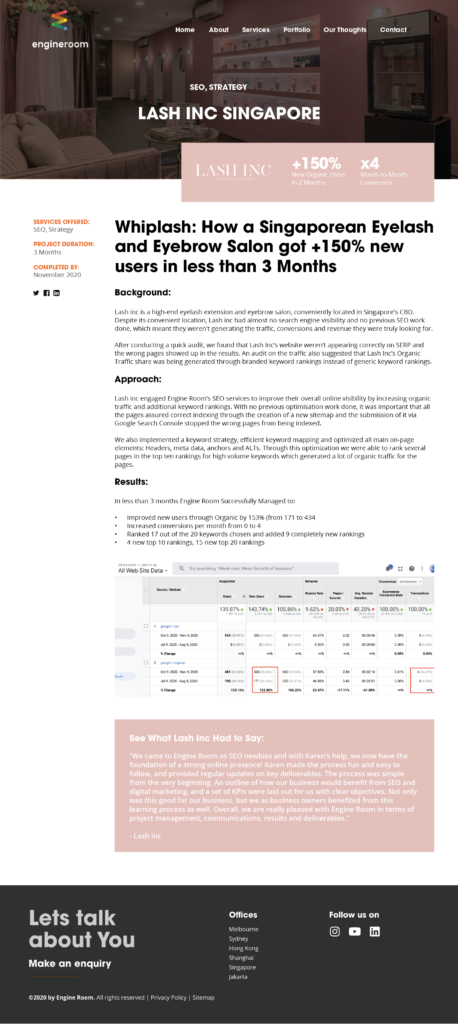 engineroom
Home About Services Portfolio Our Thoughts Contact
SEO, STRATEGY
LASH INC SINGAPORE
LASH INC
+150%
New Organic Users
in 2 Months
x4
Month-to-Month
Conversion
SERVICES OFFERED:
SEO, Strategy
PROJECT DURATION:
3 Months
COMPLETED BY:
November 2020
Whiplash: How a Singaporean Eyelash
and Eyebrow Salon got +150% new
users in less than 3 Months
Background:
Lash inc is a high-end eyelash extension and eyebrow salon, conveniently located in Singapore's CBD.
Despite its convenient location, Lash inc had almost no search engine visibility and no previous SEO work
done, which meant they weren't generating the traffic, conversions and revenue they were truly looking for.
After conducting a quick audit, we found that Lash Inc's website weren't appearing correctly on SERP and
the wrong pages showed up in the results. An audit on the traffic also suggested that Lash Inc's Organic
Traffic share was being generated through branded keyword rankings instead of generic keyword rankings.
Approach:
Lash inc engaged Engine Room's SEO services to improve their overall online visibility by increasing organic
traffic and additional keyword rankings. With no previous optimisation work done, it was important that all
the pages assured correct indexing through the creation of a new sitemap and the submission of it via
Google Search Console stopped the wrong pages from being indexed.
We also implemented a keyword strategy, efficient keyword mapping and optimized all main on-page
elements: Headers, meta data, anchors and ALTs. Through this optimization we were able to rank several
pages in the top ten rankings for high volume keywords which generated a lot of organic traffic for the
pages.
Results:
In less than 3 months Engine Room Successfully Managed to:
• Improved new users through Organic by 153% (from 171 to 434
• Increased conversions per month from 0 to 4
• Ranked 17 out of the 20 keywords chosen and added 9 completely new rankings
• 4 new top 10 rankings, 15 new top 20 rankings
All Web Site Data
Try searching "Week over Week Growth of Sessions"
Acquisition Behavior Conversions eCommerce
Source / Medium Users New Users Sessions Bounce Rate Pages / Session Avg. Session Duration Ecommerce Conversion Rate Transactions
139.07% 143.74% 105.86% 9.62% 20.05% 40.20% 100.00% 100.00%
Oct 1, 2020 - Nov 9, 2020
% Change
google / organic
Oct 1, 2020 - Nov 9, 2020
% Change
See What Lash Inc Had to Say:
"We came to Engine Room as SEO newbies and with Karen's help, we now have the
foundation of a strong online presence! Karen made the process fun and easy to
follow, and provided regular updates on key deliverables. The process was simple
from the very beginning. An outline of how our business would benefit from SEO and
digital marketing, and a set of KPIs were laid out for us with clear objectives. Not only
was this good for our business, but we as business owners benefited from this
learning process as well. Overall, we are really pleased with Engine Room in terms of
project management, communications, results and deliverables."
- Lash Inc
Lets talk
about You
Make an enquiry
Offices
Melbourne
Sydney
Hong Kong
Shanghai
Singapore
Jakarta
Follow us on
©2020 by Engine Room. All rights reserved | Privacy Policy | Sitemap